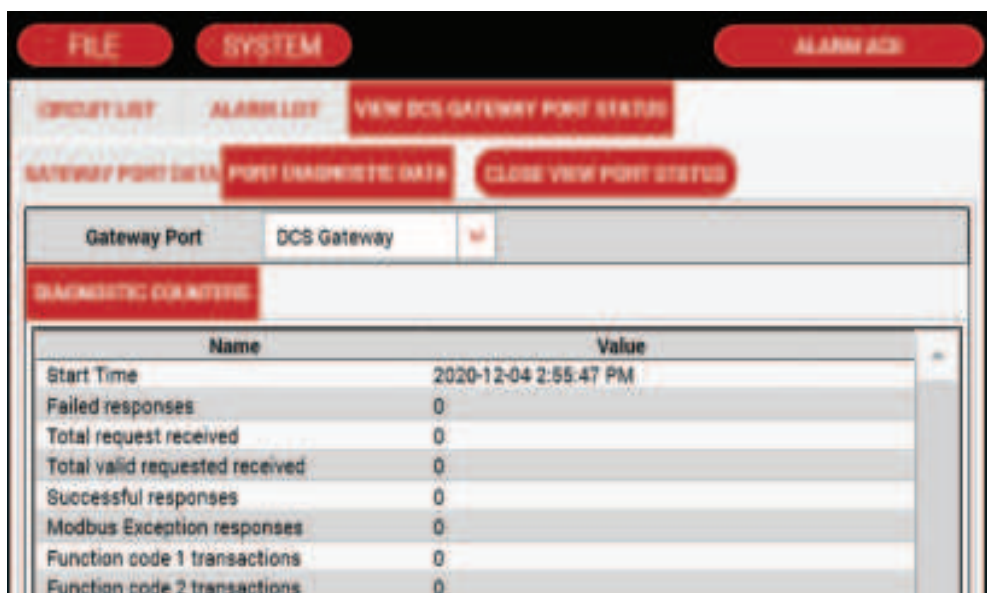 FILE SYSTEM ALARM ACK
CIRCUIT LIST ALARM LIST VIEW DCS GATEWAY PORT STATUS
GATEWAY PORT DATA PORT DIAGNOSTIC DATA CLOSE VIEW PORT STATUS
Gateway Port DCS Gateway
DIAGNOSTIC COUNTERS
Name Value
Start Time 2020-12-04 2:55:47 PM
Failed responses 0
Total request received 0
Total valid requested received 0
Successful responses 0
Modbus Exception responses 0
Function code 1 transactions 0
Function code 2 transactions 0